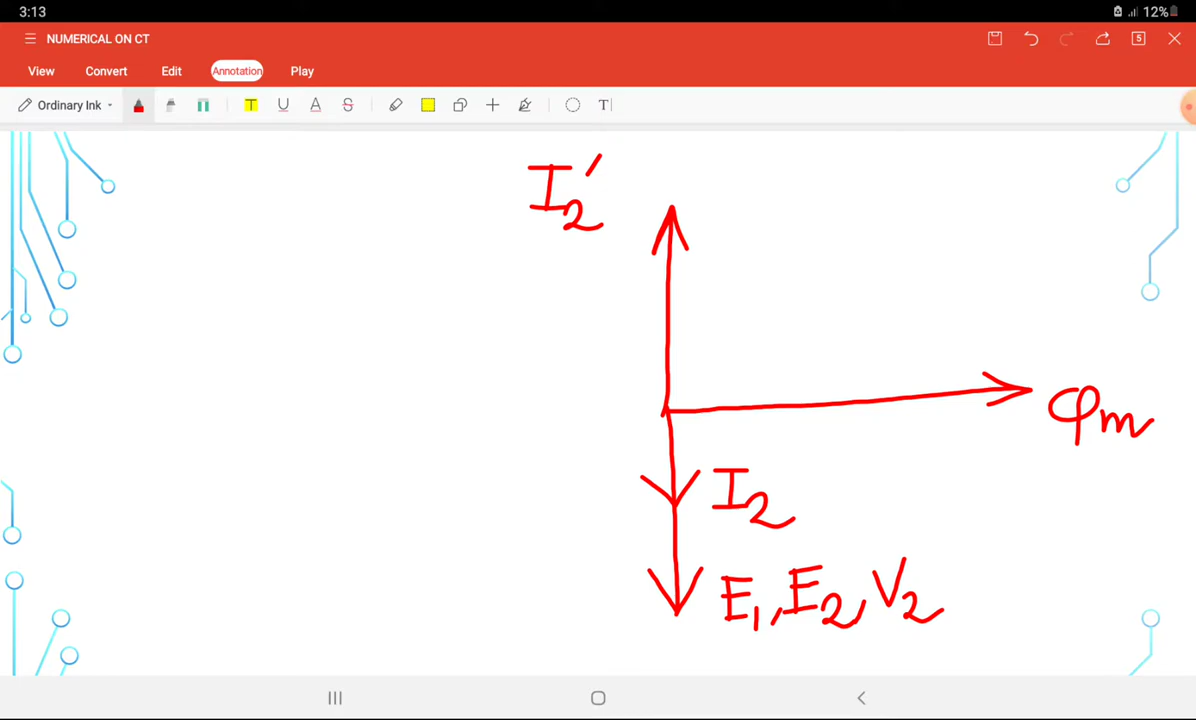 3:13
12%
NUMERICAL ON CT
5
View Convert Edit Annotation Play
Ordinary Ink T U A S T
I2'
φm
I2
E1, E2, V2